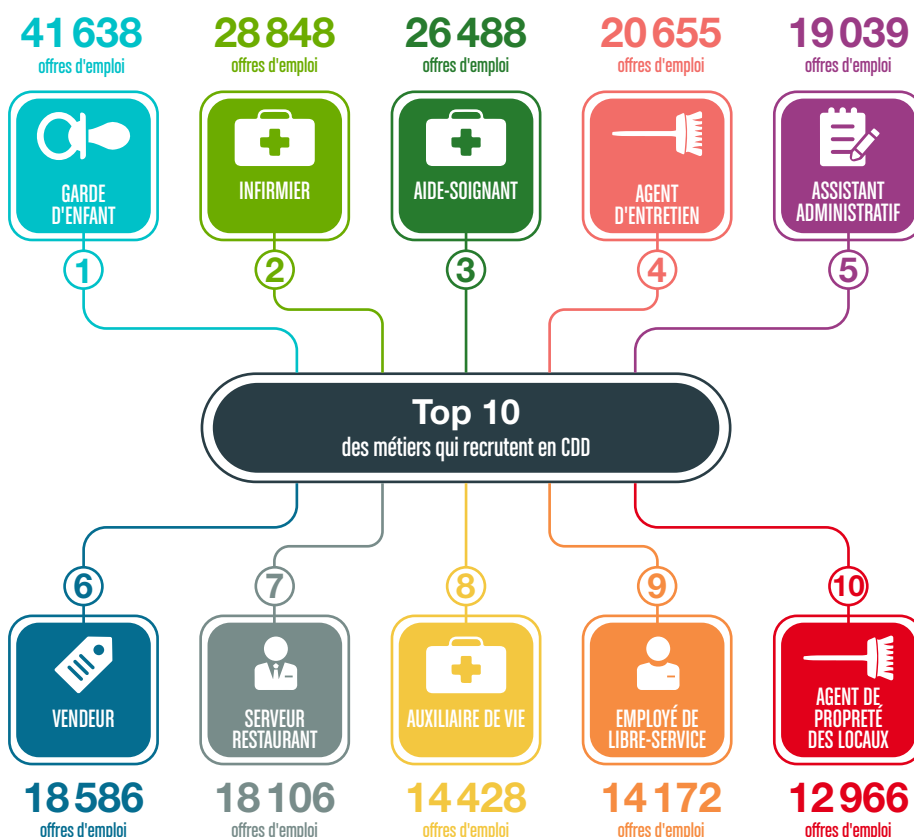 41 638
offres d'emploi
28 848
offres d'emploi
26 488
offres d'emploi
20 655
offres d'emploi
19 039
offres d'emploi
GARDE
D'ENFANT
INFIRMIER
AIDE-SOIGNANT
AGENT
D'ENTRETIEN
ASSISTANT
ADMINISTRATIF
1
2
3
4
5
Top 10
des métiers qui recrutent en CDD
6
7
8
9
10
VENDEUR
SERVEUR
RESTAURANT
AUXILIAIRE DE VIE
EMPLOYÉ DE
LIBRE-SERVICE
AGENT DE
PROPRETÉ
DES LOCAUX
18 586
offres d'emploi
18 106
offres d'emploi
14 428
offres d'emploi
14 172
offres d'emploi
12 966
offres d'emploi